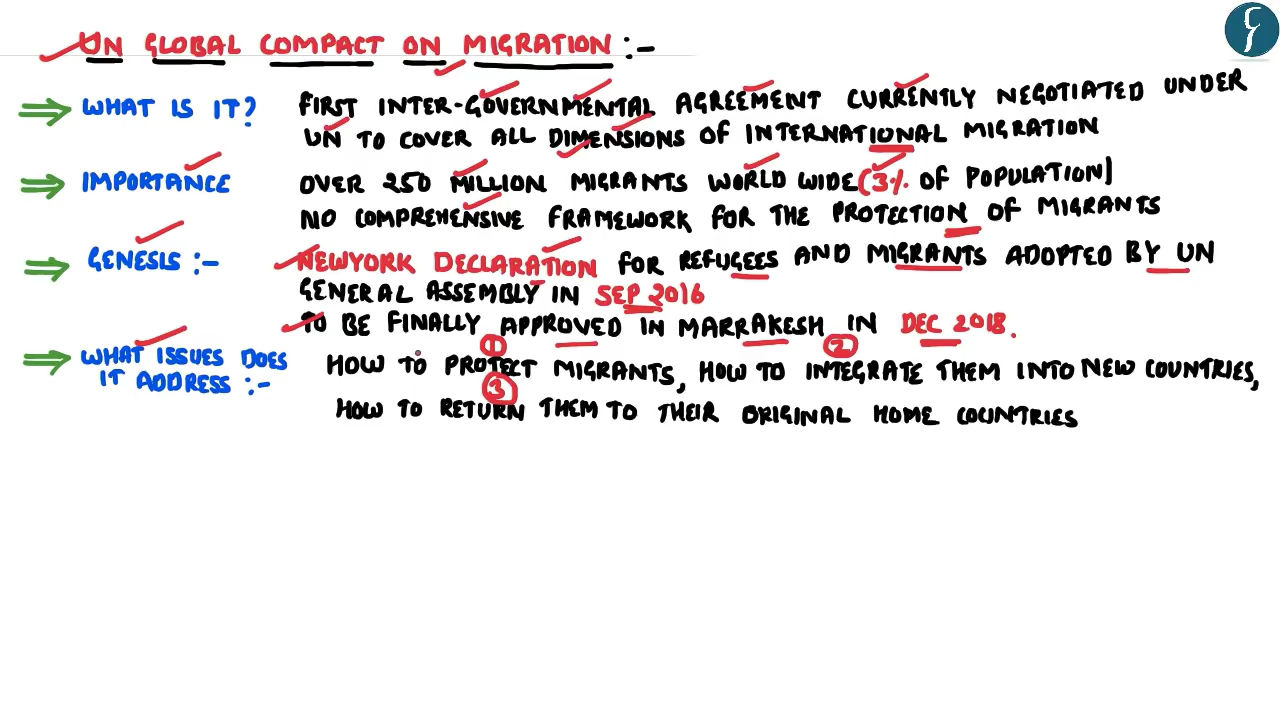 UN GLOBAL COMPACT ON MIGRATION :-
WHAT IS IT? FIRST INTER-GOVERNMENTAL AGREEMENT CURRENTLY NEGOTIATED UNDER
UN TO COVER ALL DIMENSIONS OF INTERNATIONAL MIGRATION
IMPORTANCE OVER 250 MILLION MIGRANTS WORLD WIDE (3% OF POPULATION)
NO COMPREHENSIVE FRAMEWORK FOR THE PROTECTION OF MIGRANTS
GENESIS :- NEWYORK DECLARATION FOR REFUGEES AND MIGRANTS ADOPTED BY UN
GENERAL ASSEMBLY IN SEP 2016
TO BE FINALLY APPROVED IN MARRAKESH IN DEC 2018.
① ②
WHAT ISSUES DOES HOW TO PROTECT MIGRANTS, HOW TO INTEGRATE THEM INTO NEW COUNTRIES,
IT ADDRESS :- ③
HOW TO RETURN THEM TO THEIR ORIGINAL HOME COUNTRIES